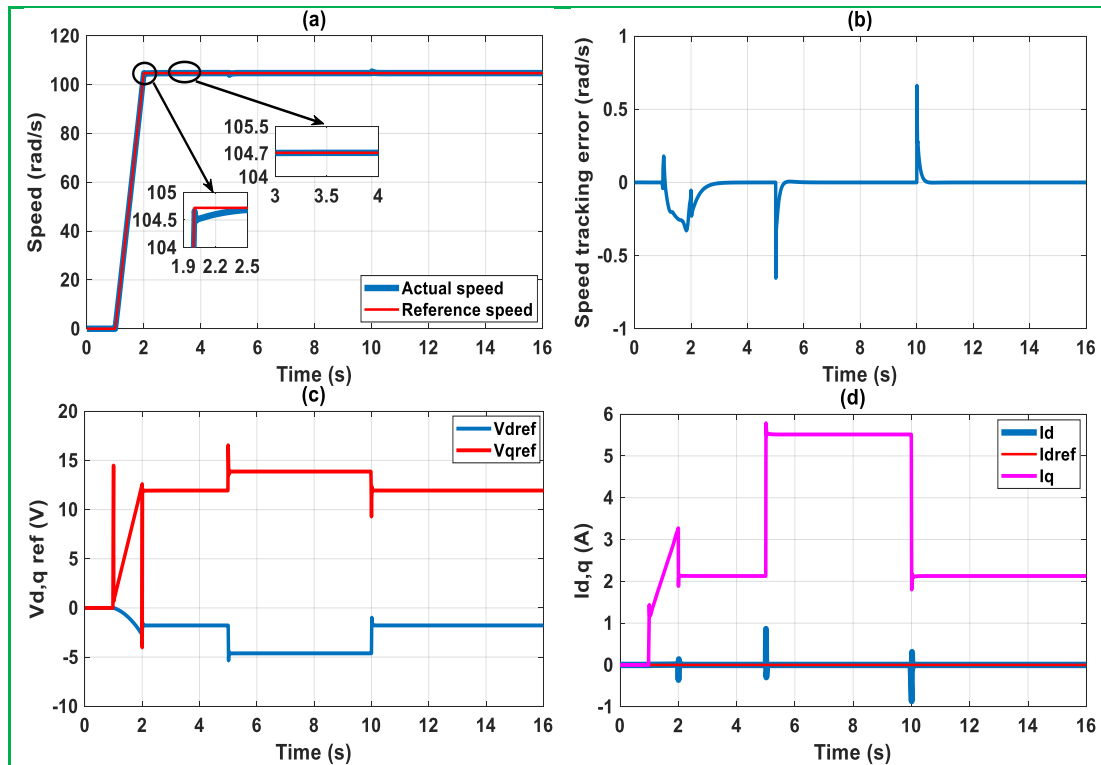 (a)
Speed (rad/s)
120
100
80
60
40
20
0
105.5
104.7
104
3 3.5 4
105
104.5
104
1.9 2.2 2.5
Actual speed
Reference speed
0 2 4 6 8 10 12 14 16
Time (s)
(b)
Speed tracking error (rad/s)
1
0.5
0
-0.5
-1
0 2 4 6 8 10 12 14 16
Time (s)
(c)
Vd,q ref (V)
20
15
10
5
0
-5
-10
Vdref
Vqref
0 2 4 6 8 10 12 14 16
Time (s)
(d)
Id,q (A)
6
5
4
3
2
1
0
-1
Id
Idref
Iq
0 2 4 6 8 10 12 14 16
Time (s)